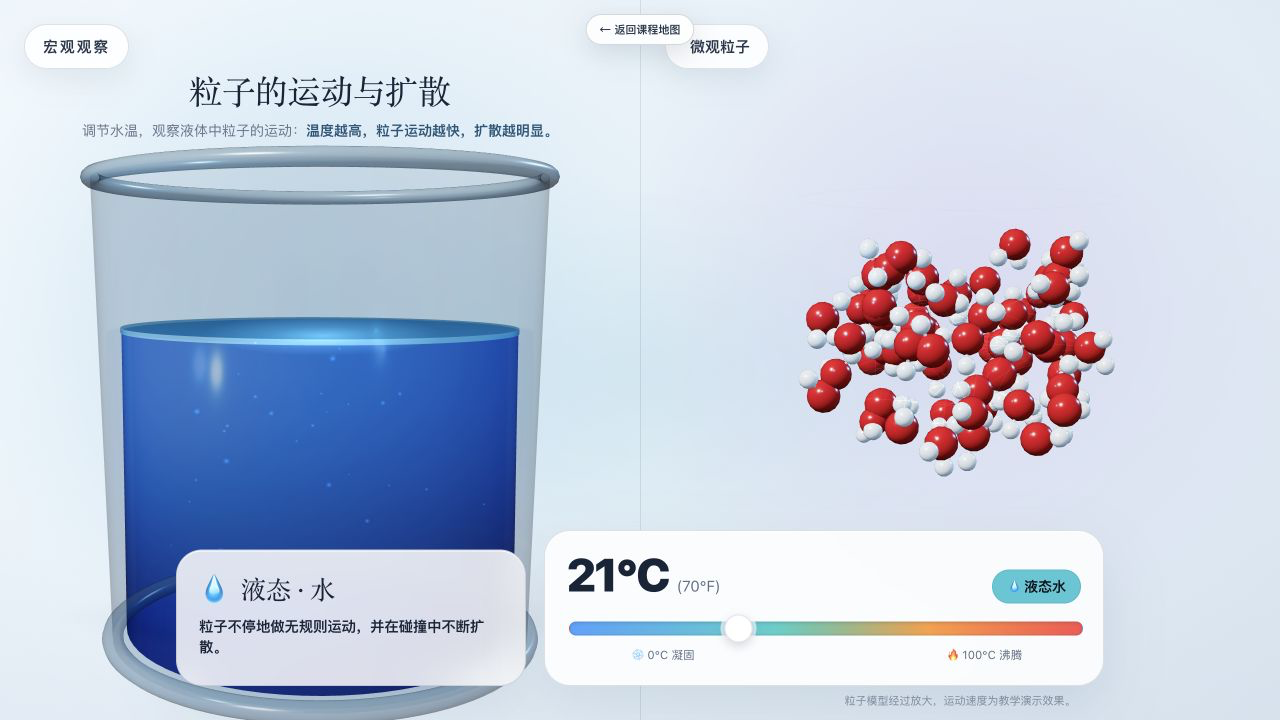 宏观观察
← 返回课程地图
微观粒子
粒子的运动与扩散
调节水温，观察液体中粒子的运动：温度越高，粒子运动越快，扩散越明显。
💧 液态 · 水
粒子不停地做无规则运动，并在碰撞中不断扩
散。
21°C (70°F)
💧 液态水
❄️ 0°C 凝固
🔥 100°C 沸腾
粒子模型经过放大，运动速度为教学演示效果。